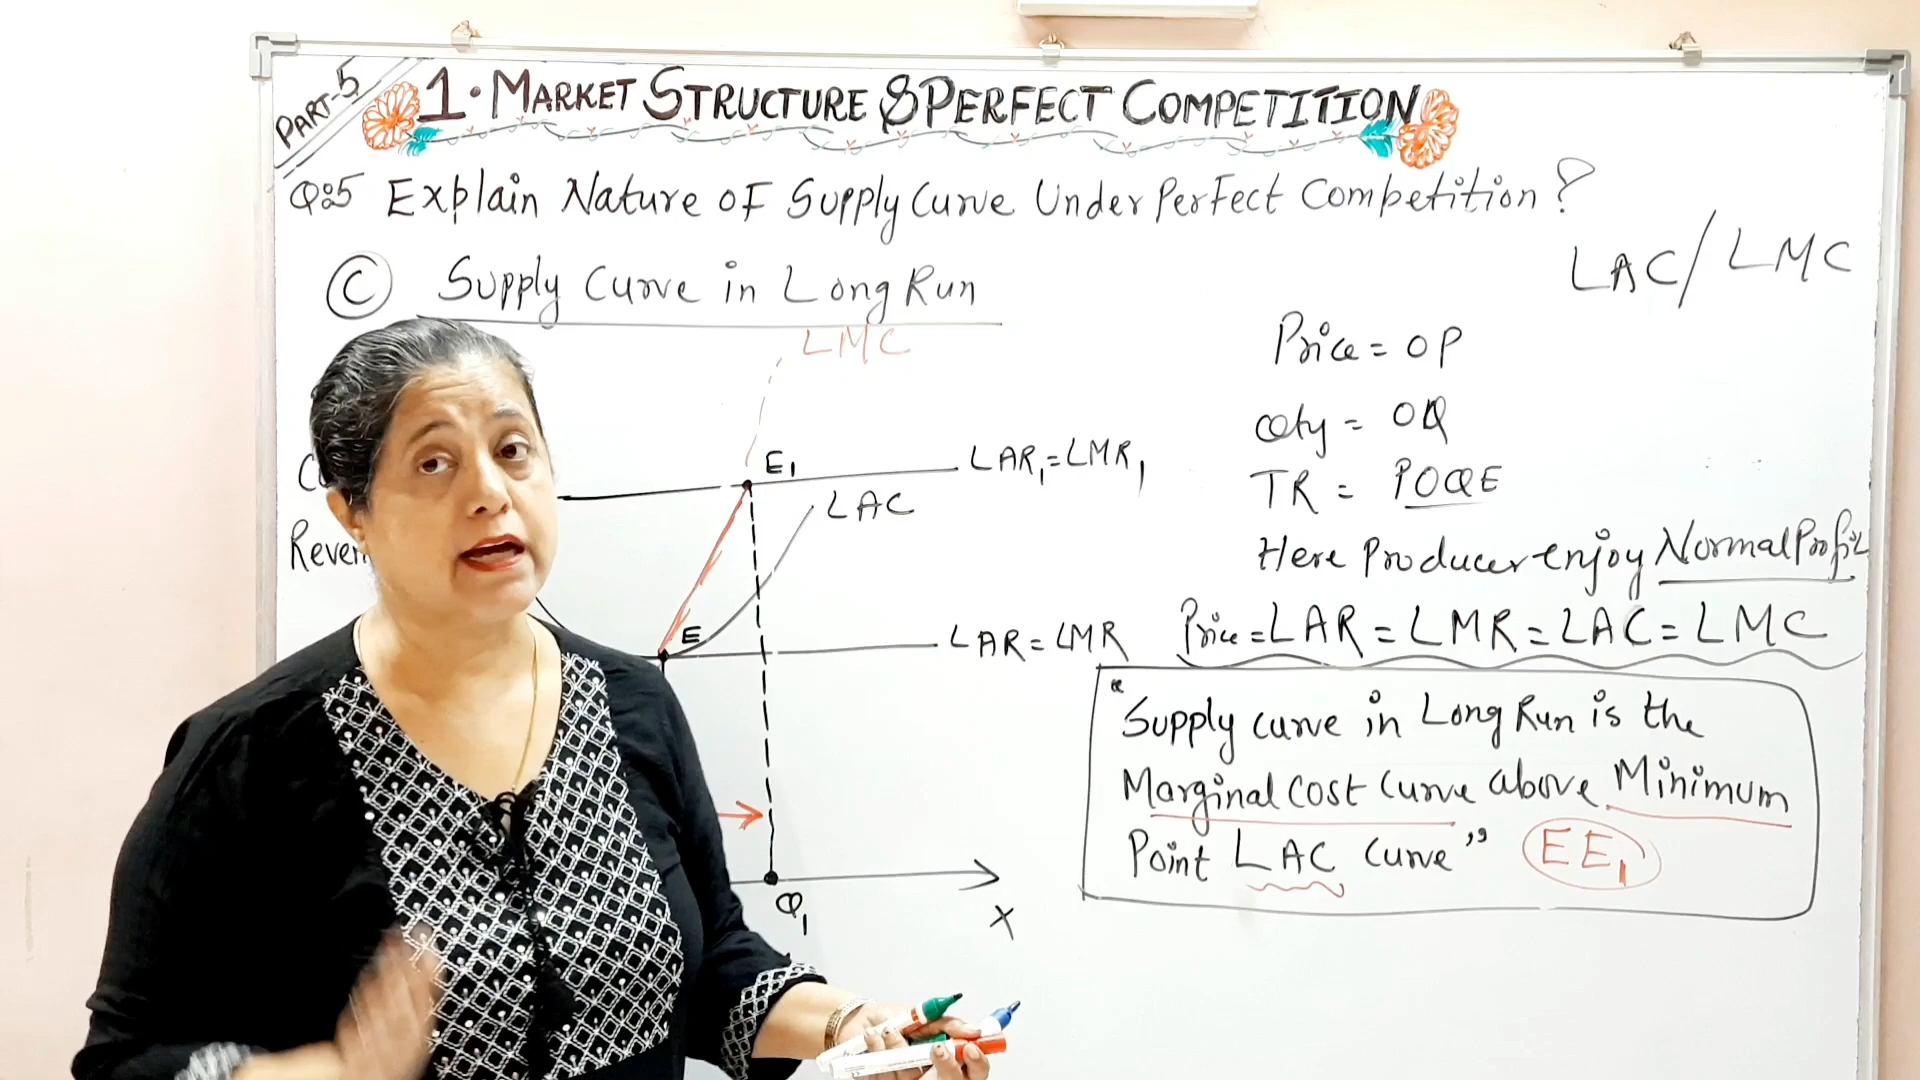 PART-5
1. MARKET STRUCTURE & PERFECT COMPETITION
Q:5 Explain Nature of Supply Curve Under Perfect Competition?
LAC/LMC
C Supply Curve in Long Run
LMC
Price = OP
Qty = OQ
E1 LAR1=LMR1
LAC
TR = POQE
Here Producer enjoy Normal Profit
E LAR = LMR
Price = LAR = LMR = LAC = LMC
"Supply curve in Long Run is the
Marginal Cost Curve above Minimum
Point LAC Curve" EE1
Q1 X